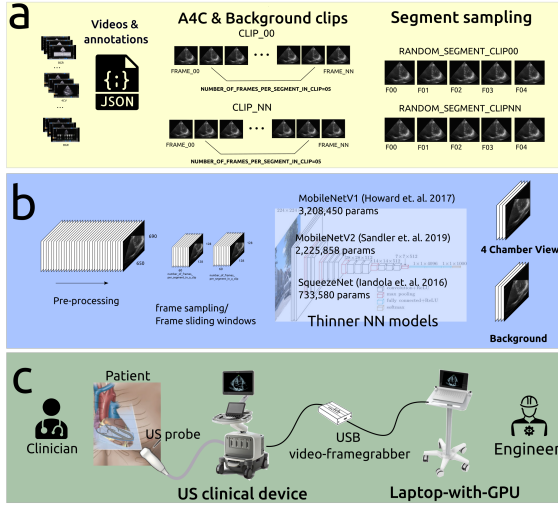 a
Videos &
annotations
{:}
JSON
A4C & Background clips
CLIP_00
FRAME_00
FRAME_NN
NUMBER_OF_FRAMES_PER_SEGMENT_IN_CLIP=05
CLIP_NN
FRAME_00
FRAME_NN
NUMBER_OF_FRAMES_PER_SEGMENT_IN_CLIP=05
Segment sampling
RANDOM_SEGMENT_CLIP00
F00 F01 F02 F03 F04
RANDOM_SEGMENT_CLIPNN
F00 F01 F02 F03 F04
b
690
650
Pre-processing
frame sampling/
Frame sliding windows
MobileNetV1 (Howard et. al. 2017)
3,208,450 params
MobileNetV2 (Sandler et. al. 2019)
2,225,858 params
SqueezeNet (Iandola et. al. 2016)
733,580 params
Thinner NN models
4 Chamber View
Background
c
Clinician
Patient
US probe
US clinical device
USB
video-framegrabber
Laptop-with-GPU
Engineer